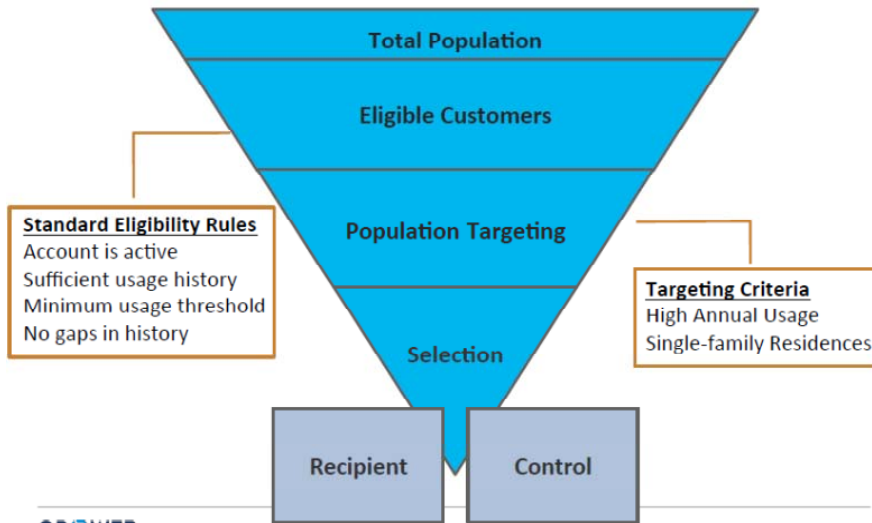 Total Population
Eligible Customers
Standard Eligibility Rules
Account is active
Sufficient usage history
Minimum usage threshold
No gaps in history
Population Targeting
Targeting Criteria
High Annual Usage
Single-family Residences
Selection
Recipient
Control